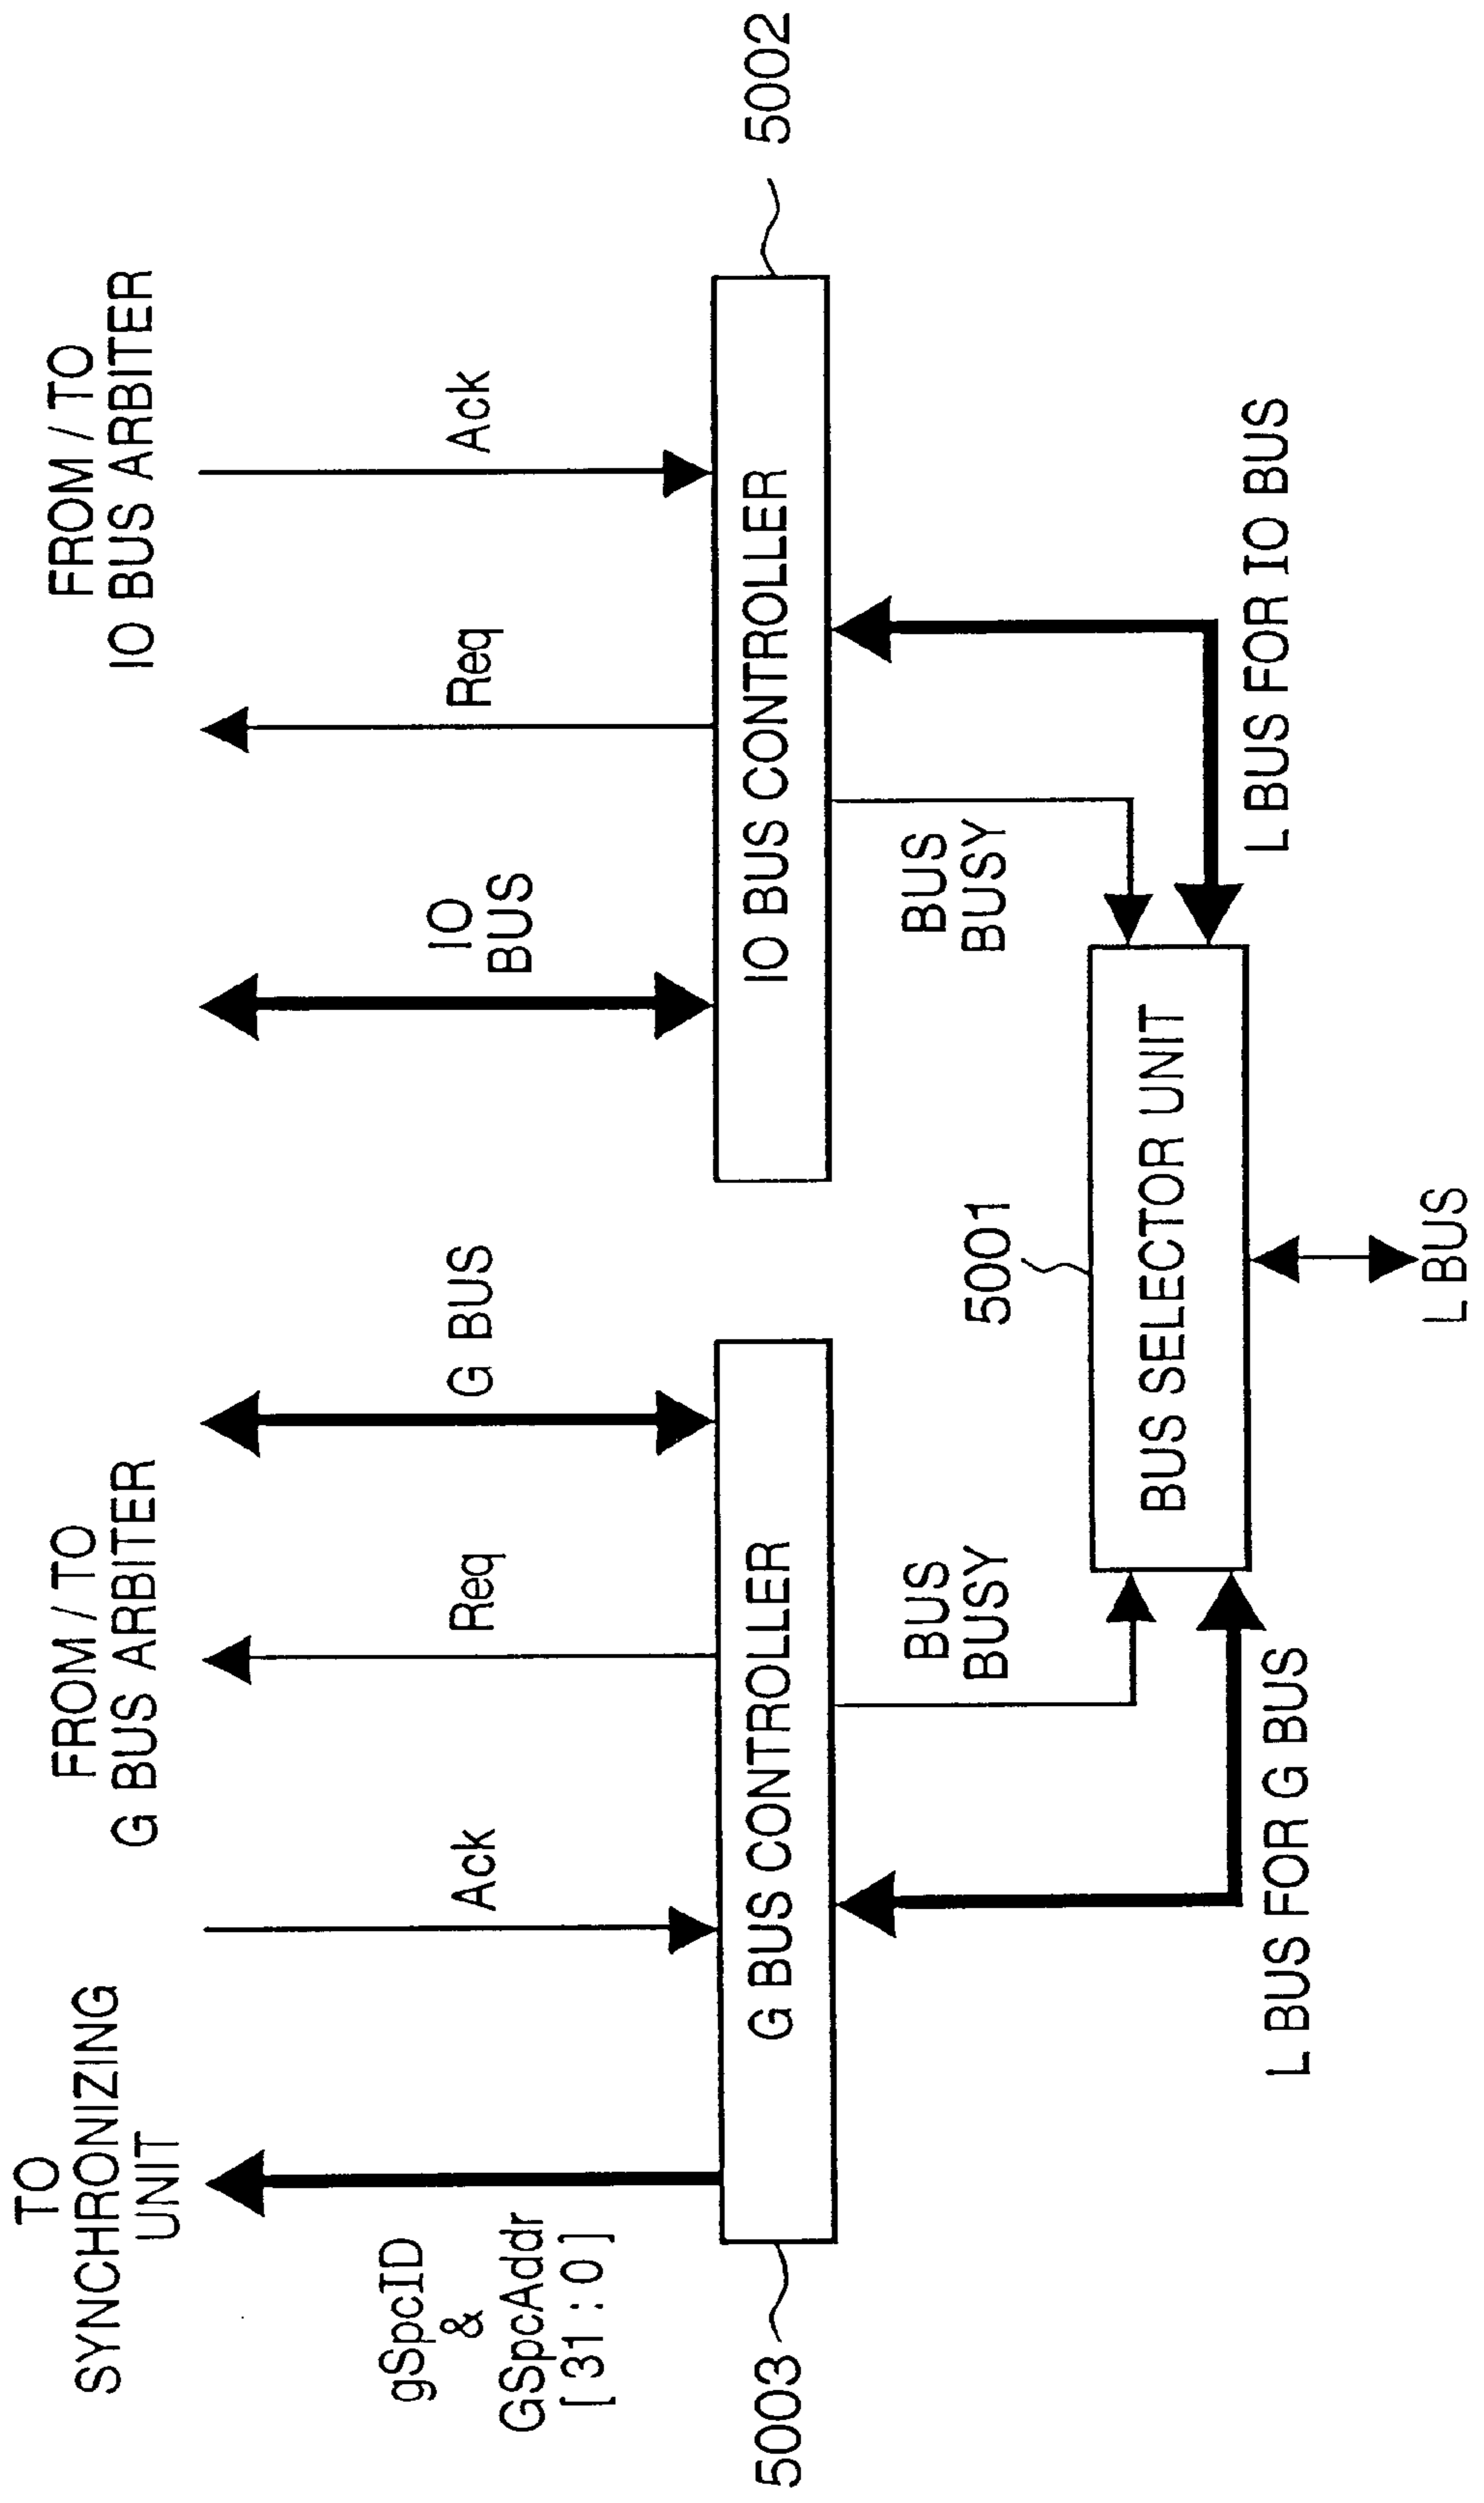 TO
SYNCHRONIZING
UNIT
FROM / TO
G BUS ARBITER
FROM / TO
IO BUS ARBITER
gSpcID
&
GSpcAddr
[31:0]
Ack
Req
G BUS
IO
BUS
Req
Ack
5003
G BUS CONTROLLER
IO BUS CONTROLLER
5002
BUS
BUSY
5001
BUS
BUSY
BUS SELECTOR UNIT
L BUS FOR G BUS
L BUS FOR IO BUS
L BUS